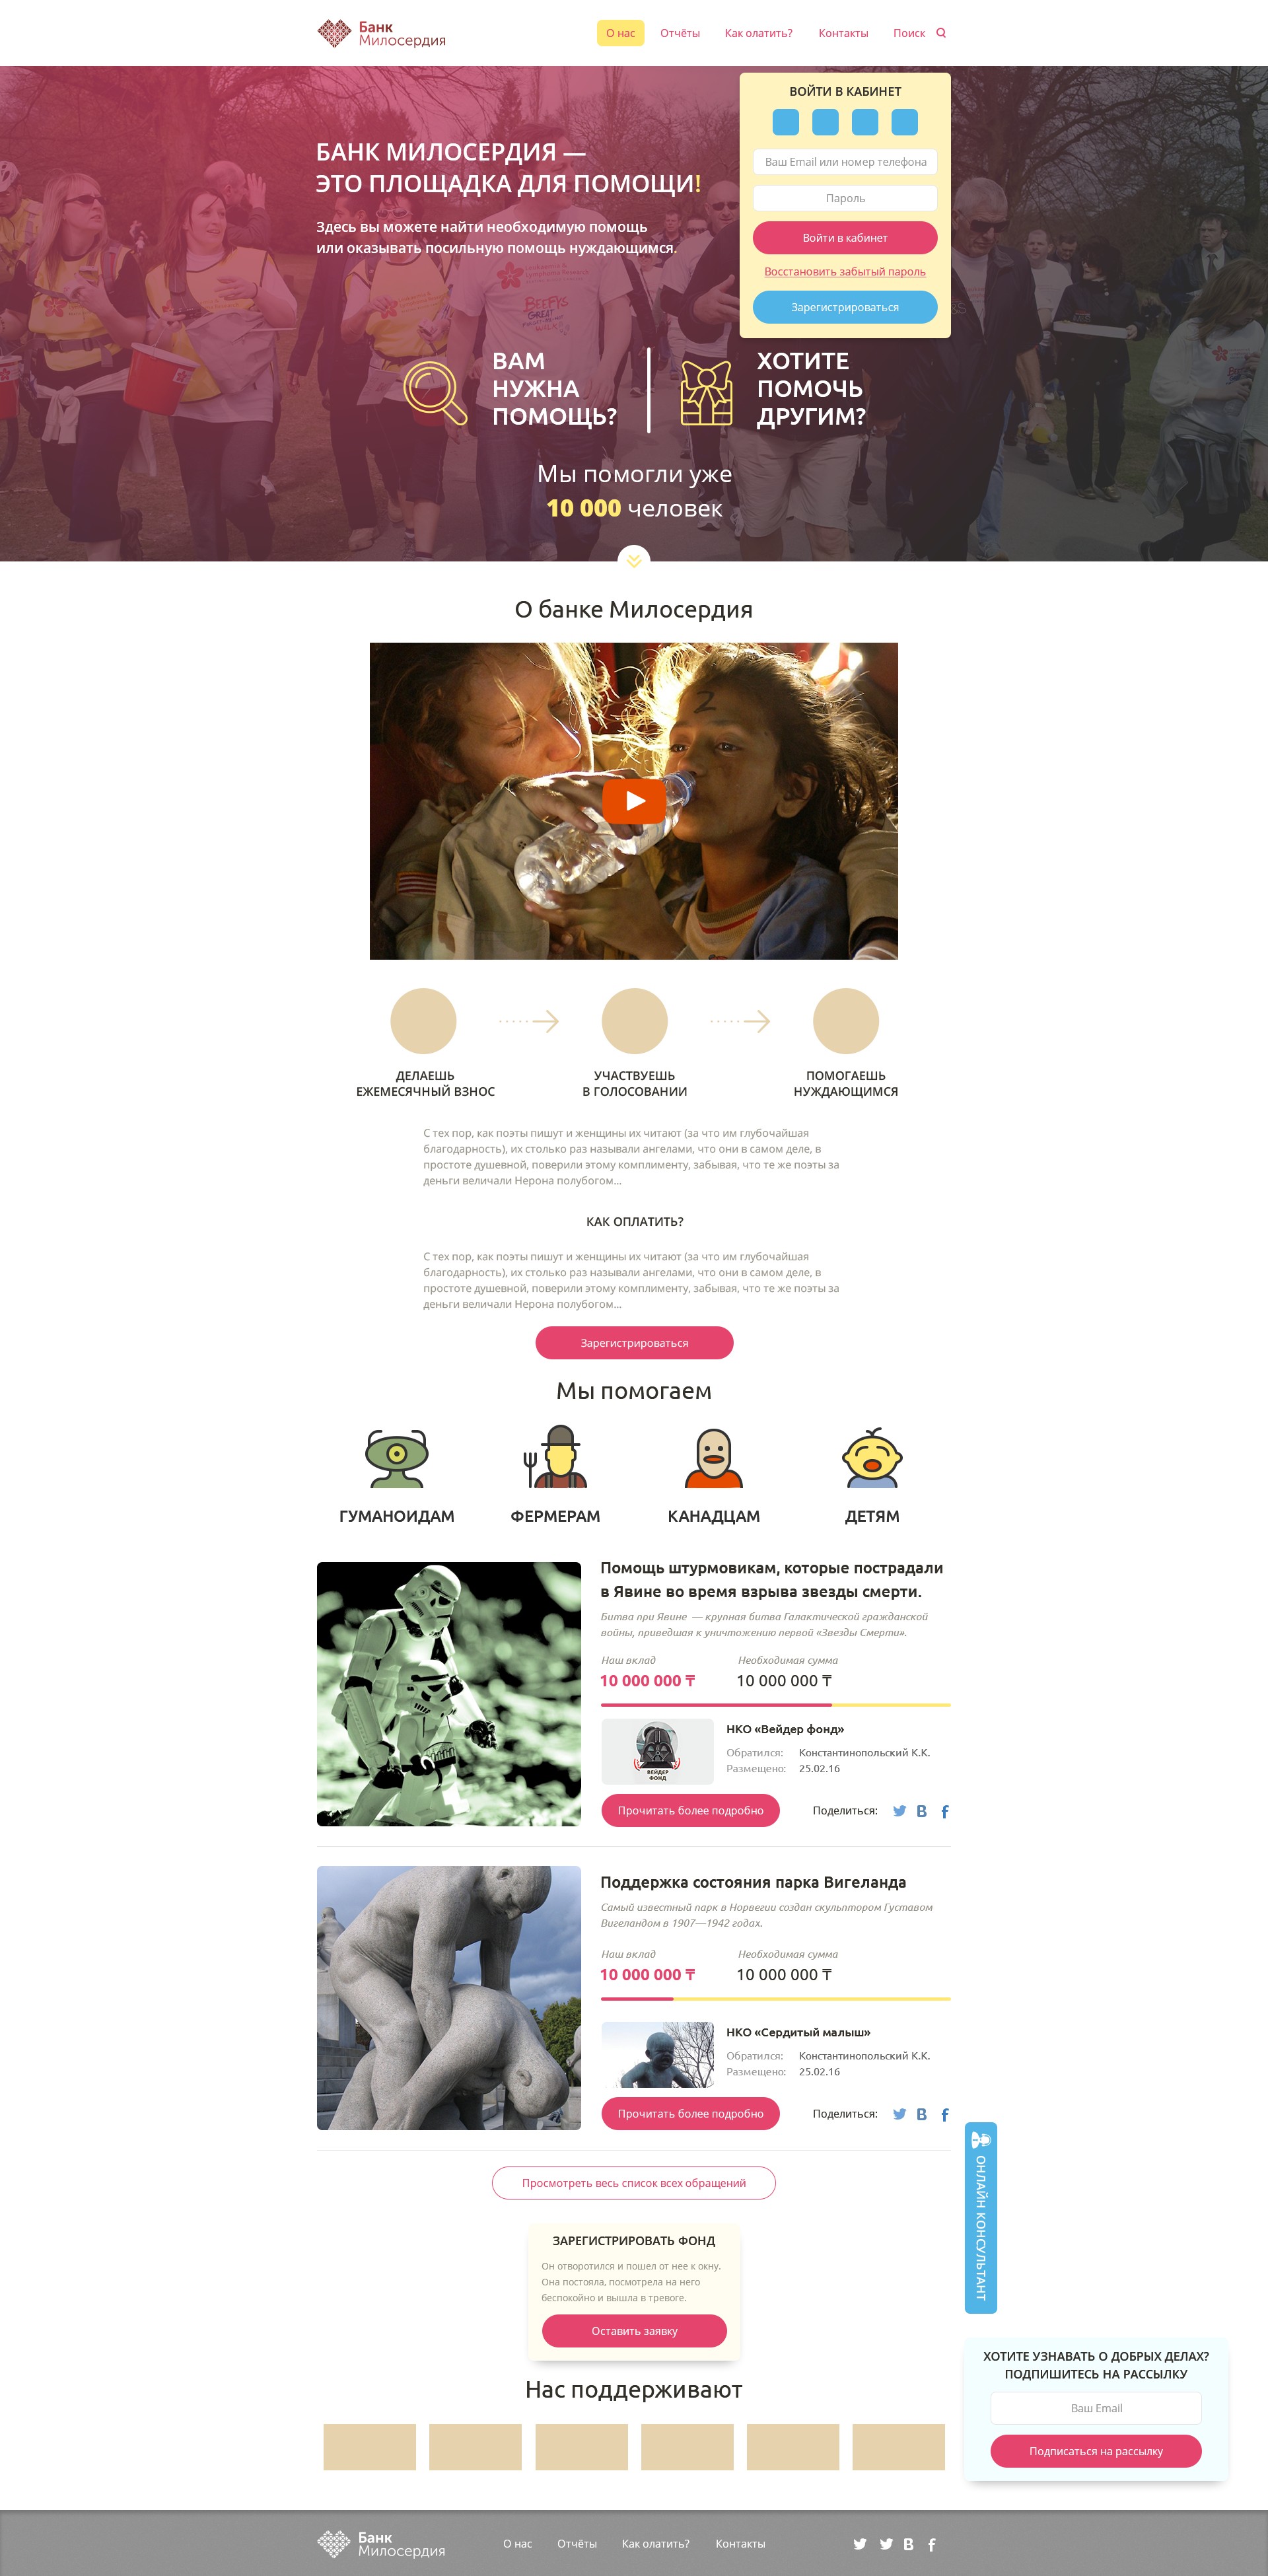 Банк
Милосердия
О нас
Отчёты
Как олатить?
Контакты
Поиск
БАНК МИЛОСЕРДИЯ —
ЭТО ПЛОЩАДКА ДЛЯ ПОМОЩИ!
Здесь вы можете найти необходимую помощь
или оказывать посильную помощь нуждающимся.
ВОЙТИ В КАБИНЕТ
Ваш Email или номер телефона
Пароль
Войти в кабинет
Восстановить забытый пароль
Зарегистрироваться
BEEFYS
GREAT
WALK
ВАМ
НУЖНА
ПОМОЩЬ?
ХОТИТЕ
ПОМОЧЬ
ДРУГИМ?
Мы помогли уже
10 000 человек
О банке Милосердия
2
ДЕЛАЕШЬ
ЕЖЕМЕСЯЧНЫЙ ВЗНОС
УЧАСТВУЕШЬ
В ГОЛОСОВАНИИ
ПОМОГАЕШЬ
НУЖДАЮЩИМСЯ
С тех пор, как поэты пишут и женщины их читают (за что им глубочайшая
благодарность), их столько раз называли ангелами, что они в самом деле, в
простоте душевной, поверили этому комплименту, забывая, что те же поэты за
деньги величали Нерона полубогом...
КАК ОПЛАТИТЬ?
С тех пор, как поэты пишут и женщины их читают (за что им глубочайшая
благодарность), их столько раз называли ангелами, что они в самом деле, в
простоте душевной, поверили этому комплименту, забывая, что те же поэты за
деньги величали Нерона полубогом...
Зарегистрироваться
Мы помогаем
ГУМАНОИДАМ
ФЕРМЕРАМ
КАНАДЦАМ
ДЕТЯМ
Помощь штурмовикам, которые пострадали
в Явине во время взрыва звезды смерти.
Битва при Явине — крупная битва Галактической гражданской
войны, приведшая к уничтожению первой «Звезды Смерти».
Наш вклад
Необходимая сумма
10 000 000 ₸
10 000 000 ₸
ВЕЙДЕР
ФОНД
НКО «Вейдер фонд»
Обратился: Константинопольский К.К.
Размещено: 25.02.16
Прочитать более подробно
Поделиться:
Поддержка состояния парка Вигеланда
Самый известный парк в Норвегии создан скульптором Густавом
Вигеландом в 1907—1942 годах.
Наш вклад
Необходимая сумма
10 000 000 ₸
10 000 000 ₸
НКО «Сердитый малыш»
Обратился: Константинопольский К.К.
Размещено: 25.02.16
Прочитать более подробно
Поделиться:
ОНЛАЙН КОНСУЛЬТАНТ
Просмотреть весь список всех обращений
ЗАРЕГИСТРИРОВАТЬ ФОНД
Он отворотился и пошел от нее к окну.
Она постояла, посмотрела на него
беспокойно и вышла в тревоге.
Оставить заявку
ХОТИТЕ УЗНАВАТЬ О ДОБРЫХ ДЕЛАХ?
ПОДПИШИТЕСЬ НА РАССЫЛКУ
Ваш Email
Подписаться на рассылку
Нас поддерживают
Банк
Милосердия
О нас
Отчёты
Как олатить?
Контакты